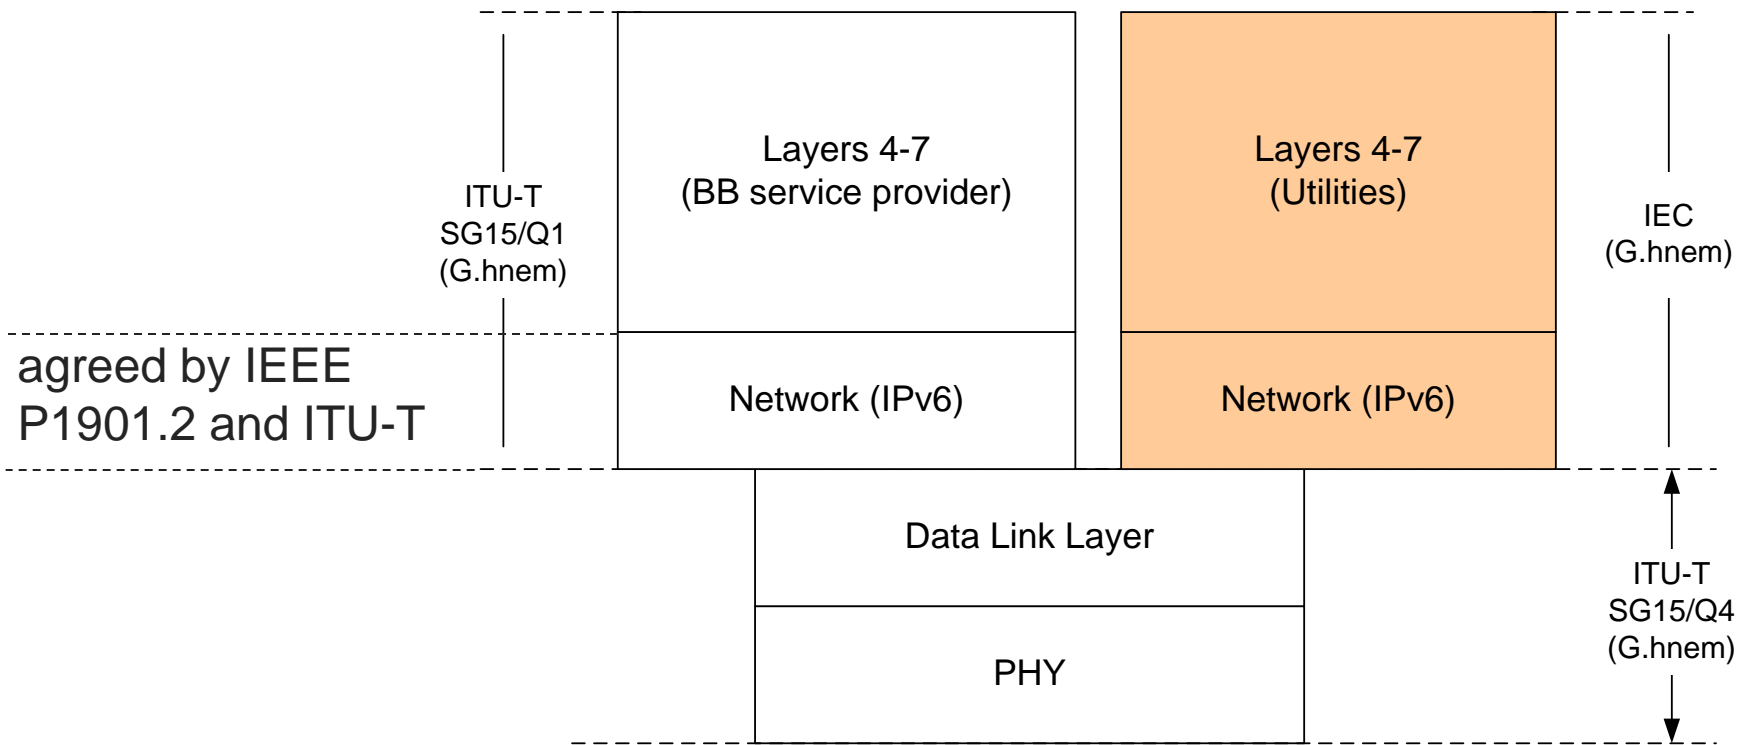 Layers 4-7
(BB service provider)
Layers 4-7
(Utilities)
ITU-T
SG15/Q1
(G.hnem)
IEC
(G.hnem)
agreed by IEEE
P1901.2 and ITU-T
Network (IPv6)
Network (IPv6)
Data Link Layer
ITU-T
SG15/Q4
(G.hnem)
PHY